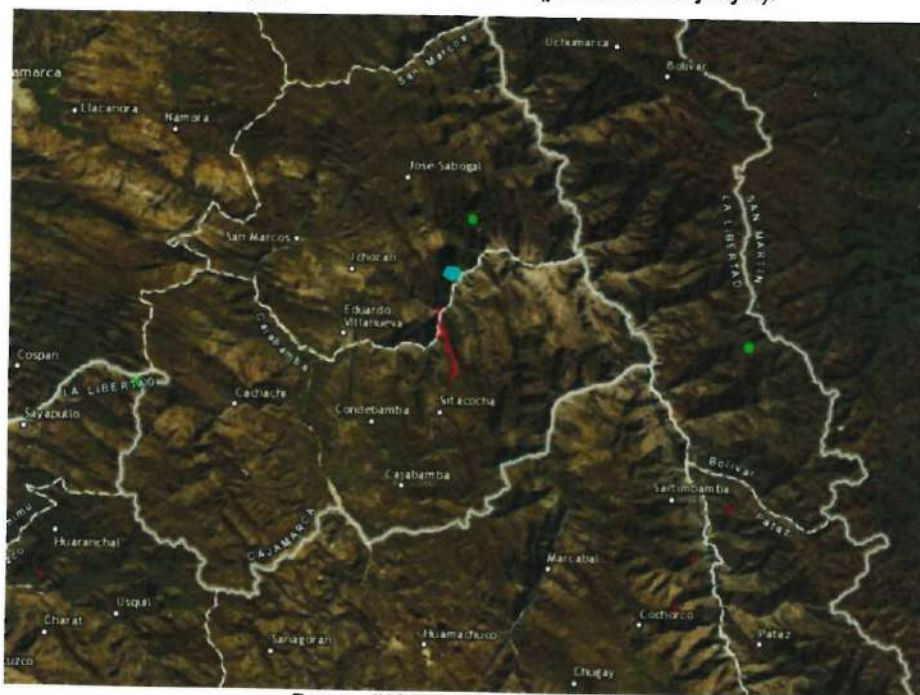 San Marcos
Uchumarca
Bolivar
amarca
Llacanora
Namora
Jose Sabogal
SAN MARTIN
LA LIBERTAD
San Marcos
Ichocan
Eduardo
Villanueva
Cajabamba
Cospan
LA LIBERTAD
Sayapullo
Cachachi
Condebamba
Sitacocha
Cajabamba
Bolivar
Sartimbamba
Pataz
CAJAMARCA
Huaranchal
Marcabal
Usquil
Charat
Sanagoran
Huamachuco
Cochorco
Pataz
Chugay